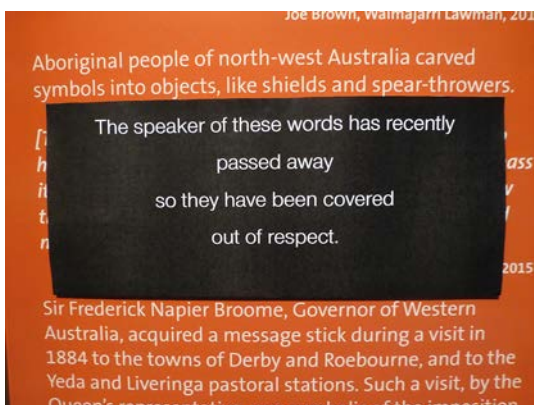 Joe Brown, Walmajarri Lawman, 201
Aboriginal people of north-west Australia carved
symbols into objects, like shields and spear-throwers.
The speaker of these words has recently
passed away
so they have been covered
out of respect.
2015
Sir Frederick Napier Broome, Governor of Western
Australia, acquired a message stick during a visit in
1884 to the towns of Derby and Roebourne, and to the
Yeda and Liveringa pastoral stations. Such a visit, by the